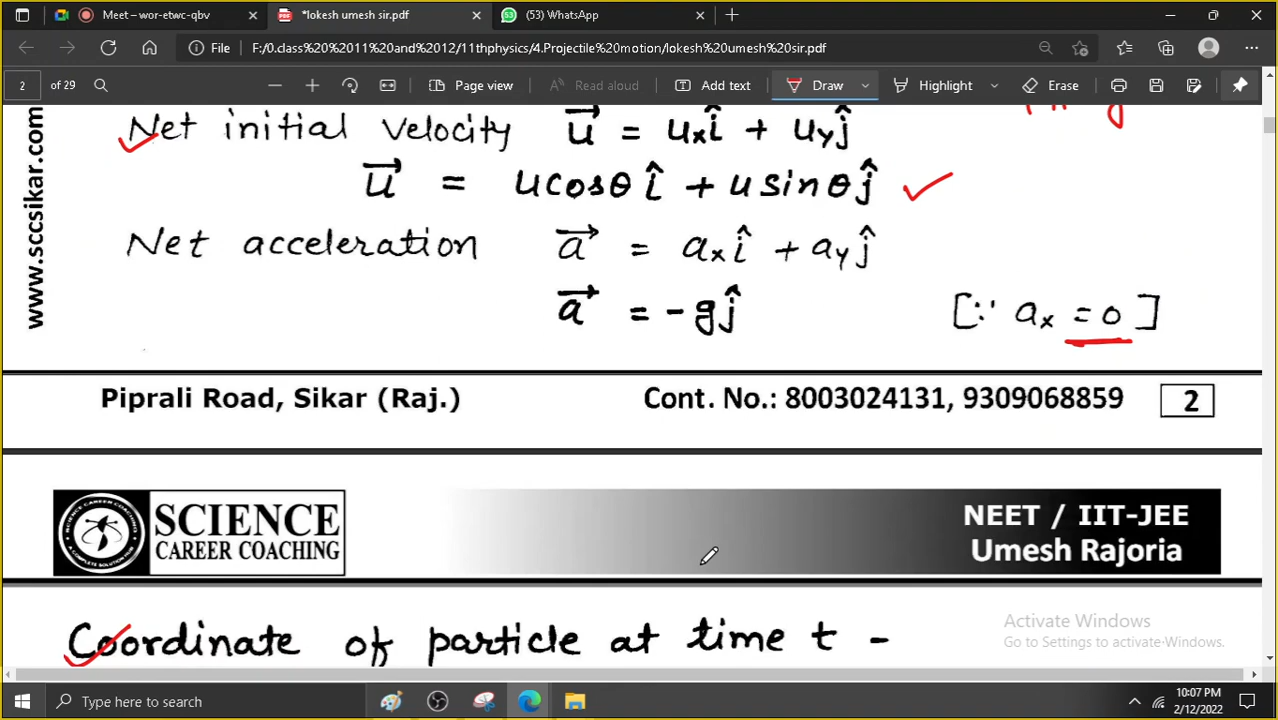 Meet – wor-etwc-qbv
*lokesh umesh sir.pdf
(53) WhatsApp
File
F:/0.class%20%2011%20and%2012/11thphysics/4.Projectile%20motion/lokesh%20umesh%20sir.pdf
2
of 29
Page view
Read aloud
Add text
Draw
Highlight
Erase
www.sccsikar.com
Net initial velocity u⃗ = uₓî + uᵧĵ
u⃗ = ucosθ î + usinθ ĵ
Net acceleration a⃗ = aₓî + aᵧĵ
a⃗ = -gĵ [∵ aₓ = 0]
Piprali Road, Sikar (Raj.)
Cont. No.: 8003024131, 9309068859
2
SCIENCE
CAREER COACHING
NEET / IIT-JEE
Umesh Rajoria
Coordinate of particle at time t –
Activate Windows
Go to Settings to activate Windows.
Type here to search
10:07 PM
2/12/2022